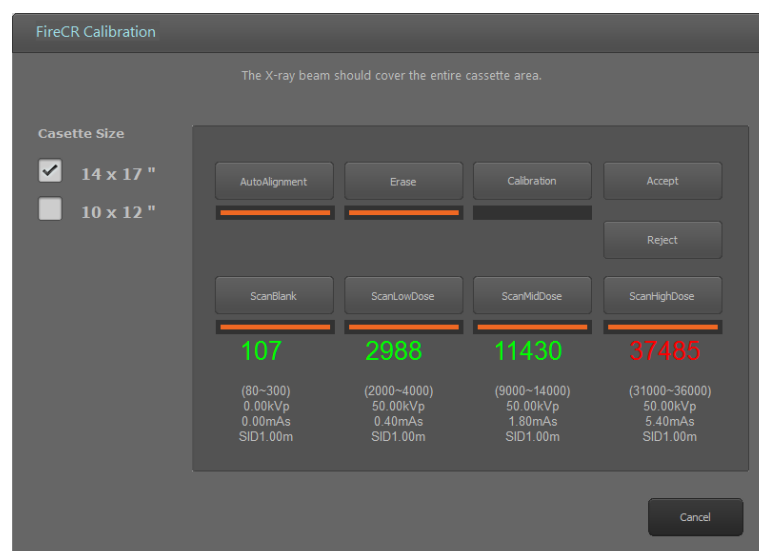 FireCR Calibration
The X-ray beam should cover the entire cassette area.
Casette Size
14 x 17 "
10 x 12 "
AutoAlignment
Erase
Calibration
Accept
Reject
ScanBlank
ScanLowDose
ScanMidDose
ScanHighDose
107
2988
11430
37485
(80~300)
0.00kVp
0.00mAs
SID1.00m
(2000~4000)
50.00kVp
0.40mAs
SID1.00m
(9000~14000)
50.00kVp
1.80mAs
SID1.00m
(31000~36000)
50.00kVp
5.40mAs
SID1.00m
Cancel